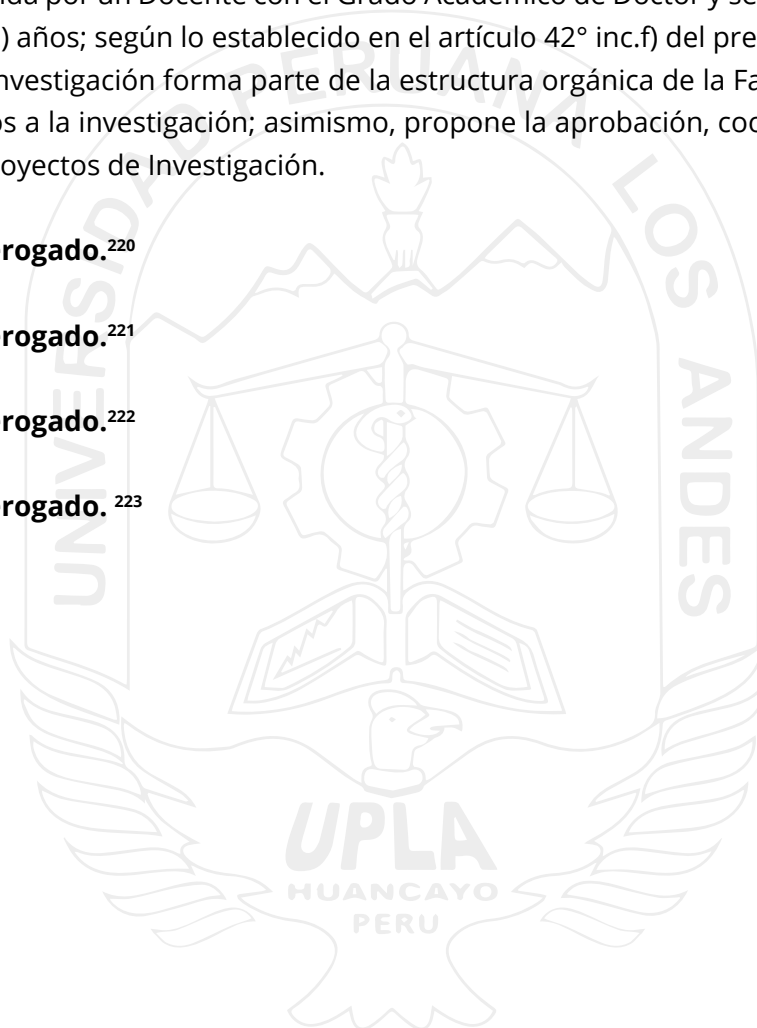 por un Docente con el Grado Académico de Doctor y se
) años; según lo establecido en el artículo 42° inc.f) del pre
nvestigación forma parte de la estructura orgánica de la Fa
os a la investigación; asimismo, propone la aprobación, coo
oyectos de Investigación.
rogado.²²⁰
rogado.²²¹
rogado.²²²
rogado. ²²³
UNIVERSIDAD PERUANA LOS ANDES
UPLA
HUANCAYO
PERU